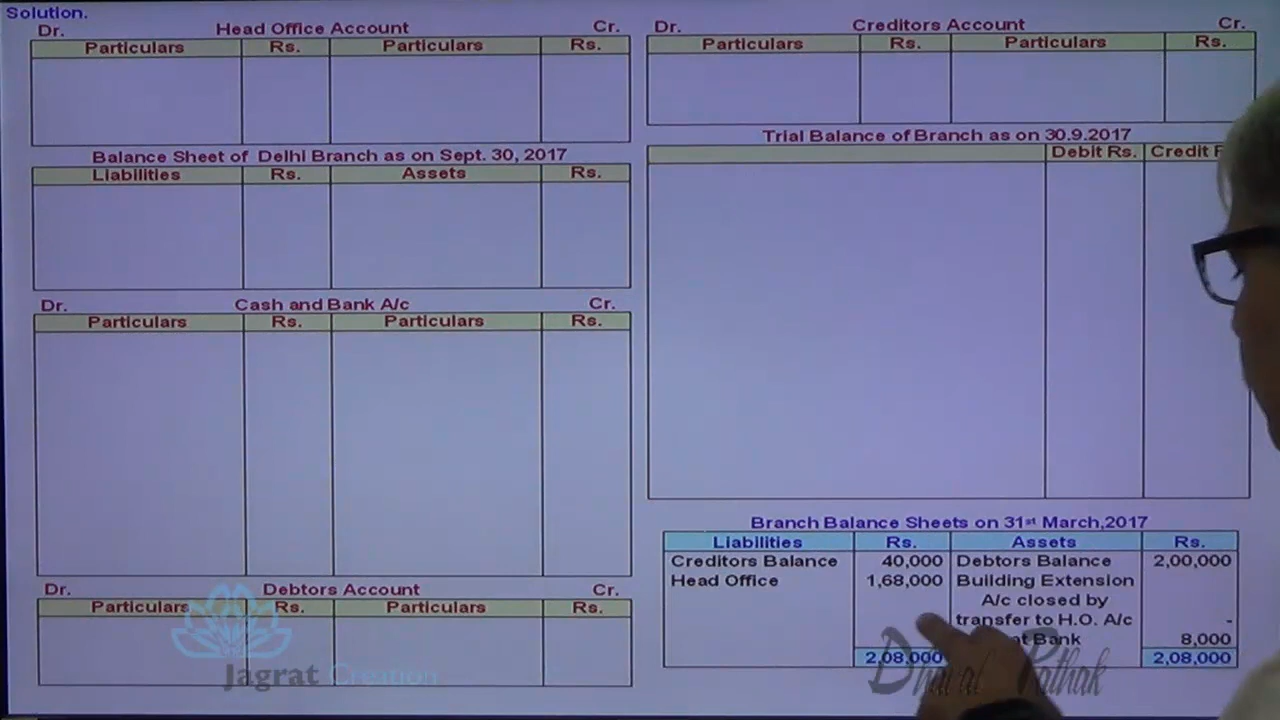 Solution.
Dr. Head Office Account Cr.
Particulars Rs. Particulars Rs.
Balance Sheet of Delhi Branch as on Sept. 30, 2017
Liabilities Rs. Assets Rs.
Dr. Cash and Bank A/c Cr.
Particulars Rs. Particulars Rs.
Dr. Debtors Account Cr.
Particulars Rs. Particulars Rs.
Dr. Creditors Account Cr.
Particulars Rs. Particulars Rs.
Trial Balance of Branch as on 30.9.2017
Debit Rs. Credit
Branch Balance Sheets on 31st March,2017
Liabilities Rs. Assets Rs.
Creditors Balance 40,000 Debtors Balance 2,00,000
Head Office 1,68,000 Building Extension
A/c closed by
transfer to H.O. A/c -
Bank 8,000
2,08,000 2,08,000
Jagrat Creation
Pathak